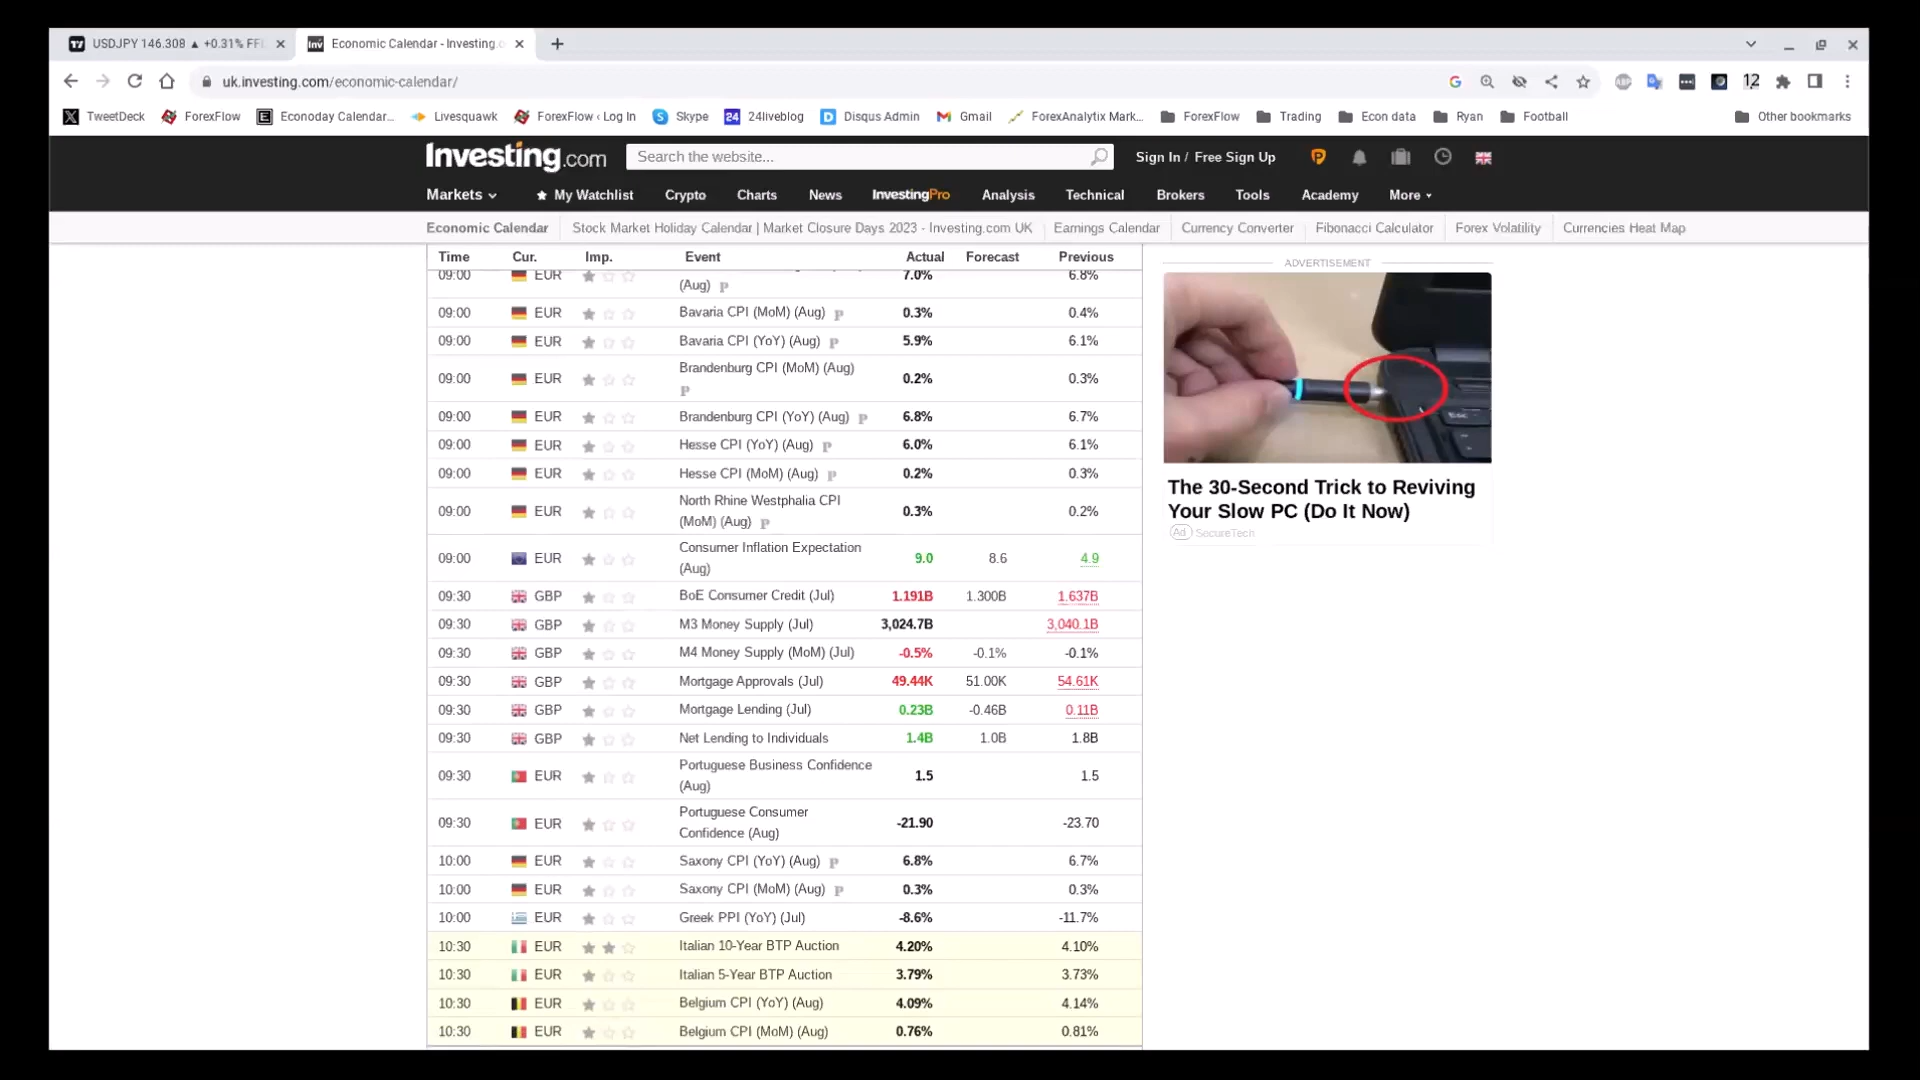 USDJPY 146.308 ▲ +0.31% FF
Economic Calendar - Investing.c
uk.investing.com/economic-calendar/
12
TweetDeck ForexFlow Econoday Calendar... Livesquawk ForexFlow ‹ Log In Skype 24liveblog Disqus Admin Gmail ForexAnalytix Mark... ForexFlow Trading Econ data Ryan Football Other bookmarks
Investing.com Search the website... Sign In / Free Sign Up
Markets My Watchlist Crypto Charts News InvestingPro Analysis Technical Brokers Tools Academy More
Economic Calendar Stock Market Holiday Calendar | Market Closure Days 2023 - Investing.com UK Earnings Calendar Currency Converter Fibonacci Calculator Forex Volatility Currencies Heat Map
Time Cur. Imp. Event Actual Forecast Previous
09:00 EUR (Aug) P 7.0% 6.8%
09:00 EUR Bavaria CPI (MoM) (Aug) P 0.3% 0.4%
09:00 EUR Bavaria CPI (YoY) (Aug) P 5.9% 6.1%
09:00 EUR Brandenburg CPI (MoM) (Aug) P 0.2% 0.3%
09:00 EUR Brandenburg CPI (YoY) (Aug) P 6.8% 6.7%
09:00 EUR Hesse CPI (YoY) (Aug) P 6.0% 6.1%
09:00 EUR Hesse CPI (MoM) (Aug) P 0.2% 0.3%
09:00 EUR North Rhine Westphalia CPI (MoM) (Aug) P 0.3% 0.2%
09:00 EUR Consumer Inflation Expectation (Aug) 9.0 8.6 4.9
09:30 GBP BoE Consumer Credit (Jul) 1.191B 1.300B 1.637B
09:30 GBP M3 Money Supply (Jul) 3,024.7B 3,040.1B
09:30 GBP M4 Money Supply (MoM) (Jul) -0.5% -0.1% -0.1%
09:30 GBP Mortgage Approvals (Jul) 49.44K 51.00K 54.61K
09:30 GBP Mortgage Lending (Jul) 0.23B -0.46B 0.11B
09:30 GBP Net Lending to Individuals 1.4B 1.0B 1.8B
09:30 EUR Portuguese Business Confidence (Aug) 1.5 1.5
09:30 EUR Portuguese Consumer Confidence (Aug) -21.90 -23.70
10:00 EUR Saxony CPI (YoY) (Aug) P 6.8% 6.7%
10:00 EUR Saxony CPI (MoM) (Aug) P 0.3% 0.3%
10:00 EUR Greek PPI (YoY) (Jul) -8.6% -11.7%
10:30 EUR Italian 10-Year BTP Auction 4.20% 4.10%
10:30 EUR Italian 5-Year BTP Auction 3.79% 3.73%
10:30 EUR Belgium CPI (YoY) (Aug) 4.09% 4.14%
10:30 EUR Belgium CPI (MoM) (Aug) 0.76% 0.81%
ADVERTISEMENT
Esc
The 30-Second Trick to Reviving
Your Slow PC (Do It Now)
Ad SecureTech